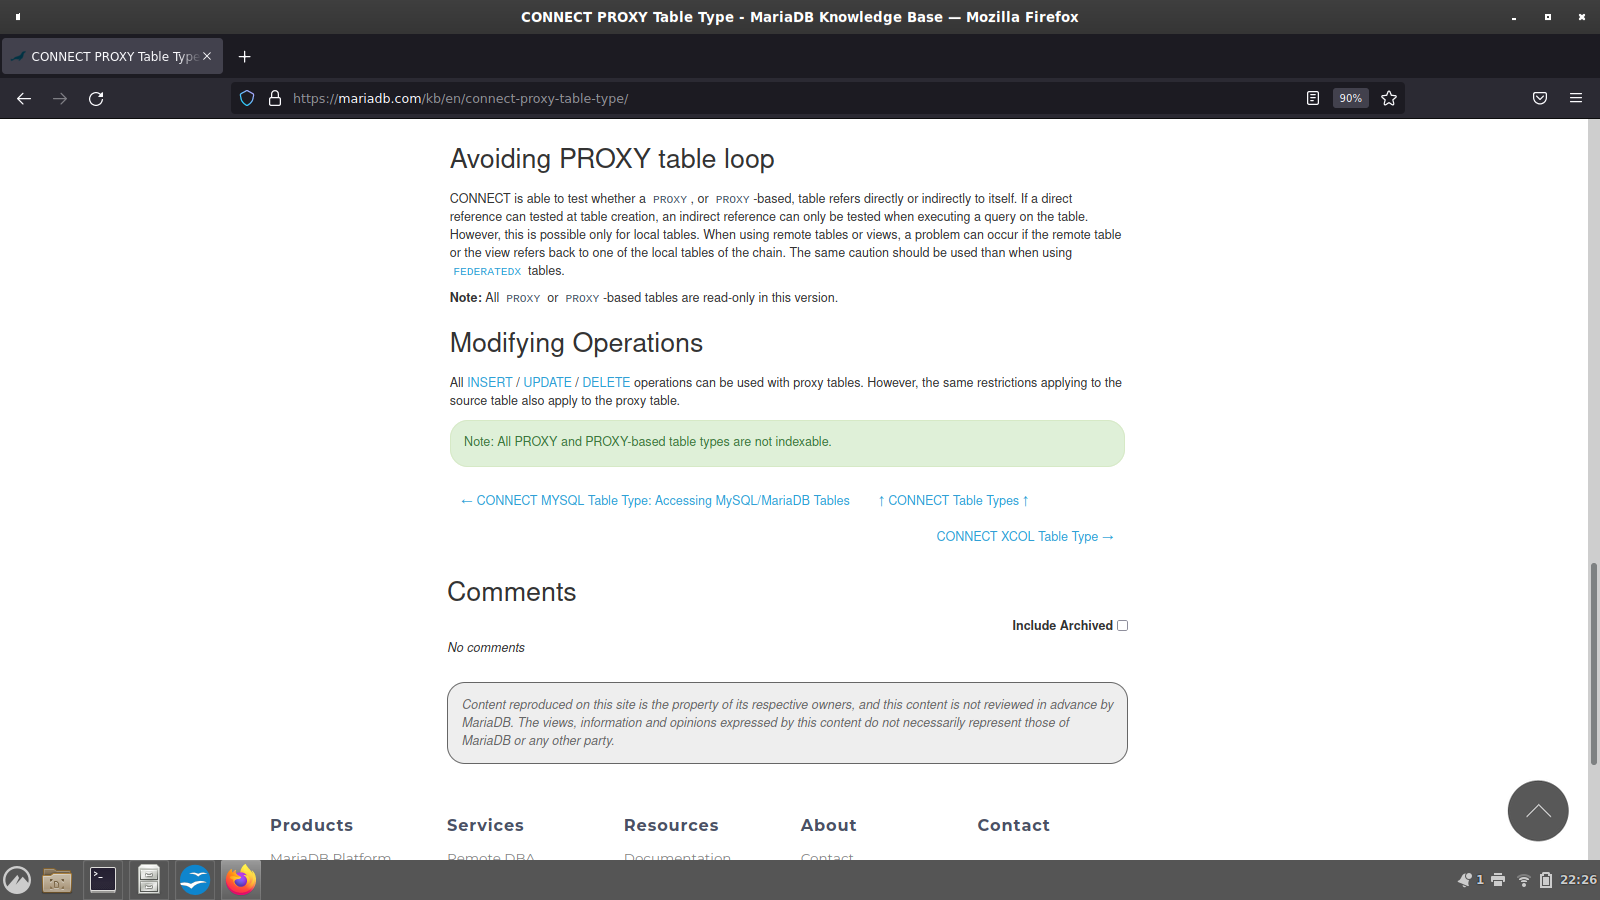 CONNECT PROXY Table Type - MariaDB Knowledge Base — Mozilla Firefox
CONNECT PROXY Table Type
https://mariadb.com/kb/en/connect-proxy-table-type/
90%
Avoiding PROXY table loop
CONNECT is able to test whether a PROXY , or PROXY -based, table refers directly or indirectly to itself. If a direct
reference can tested at table creation, an indirect reference can only be tested when executing a query on the table.
However, this is possible only for local tables. When using remote tables or views, a problem can occur if the remote table
or the view refers back to one of the local tables of the chain. The same caution should be used than when using
FEDERATEDX tables.
Note: All PROXY or PROXY -based tables are read-only in this version.
Modifying Operations
All INSERT / UPDATE / DELETE operations can be used with proxy tables. However, the same restrictions applying to the
source table also apply to the proxy table.
Note: All PROXY and PROXY-based table types are not indexable.
← CONNECT MYSQL Table Type: Accessing MySQL/MariaDB Tables ↑ CONNECT Table Types ↑
CONNECT XCOL Table Type →
Comments
Include Archived
No comments
Content reproduced on this site is the property of its respective owners, and this content is not reviewed in advance by
MariaDB. The views, information and opinions expressed by this content do not necessarily represent those of
MariaDB or any other party.
Products Services Resources About Contact
MariaDB Platform Remote DBA Documentation Contact
1 22:26